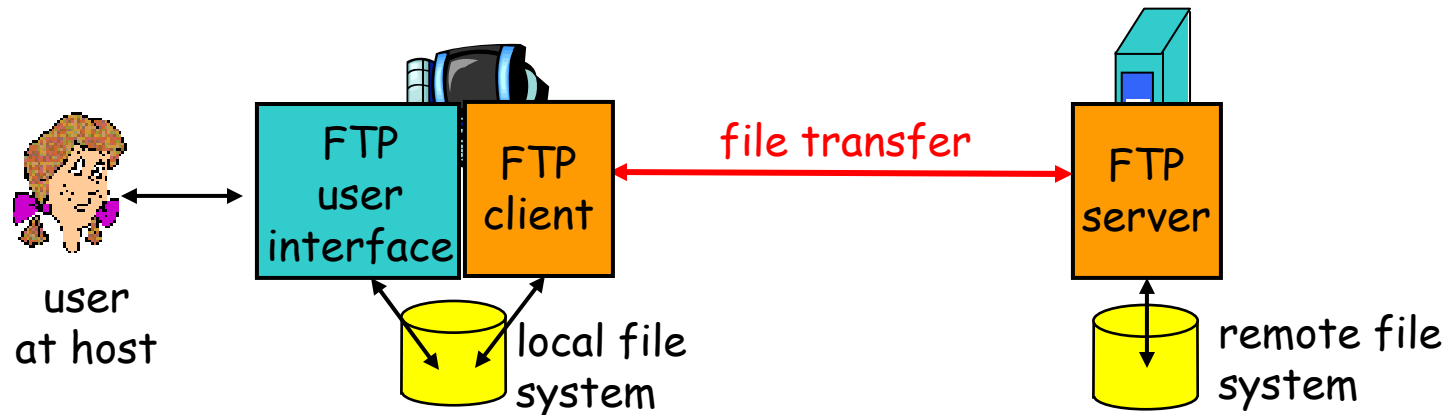 FTP
user
interface
FTP
client
file transfer
FTP
server
user
at host
local file
system
remote file
system